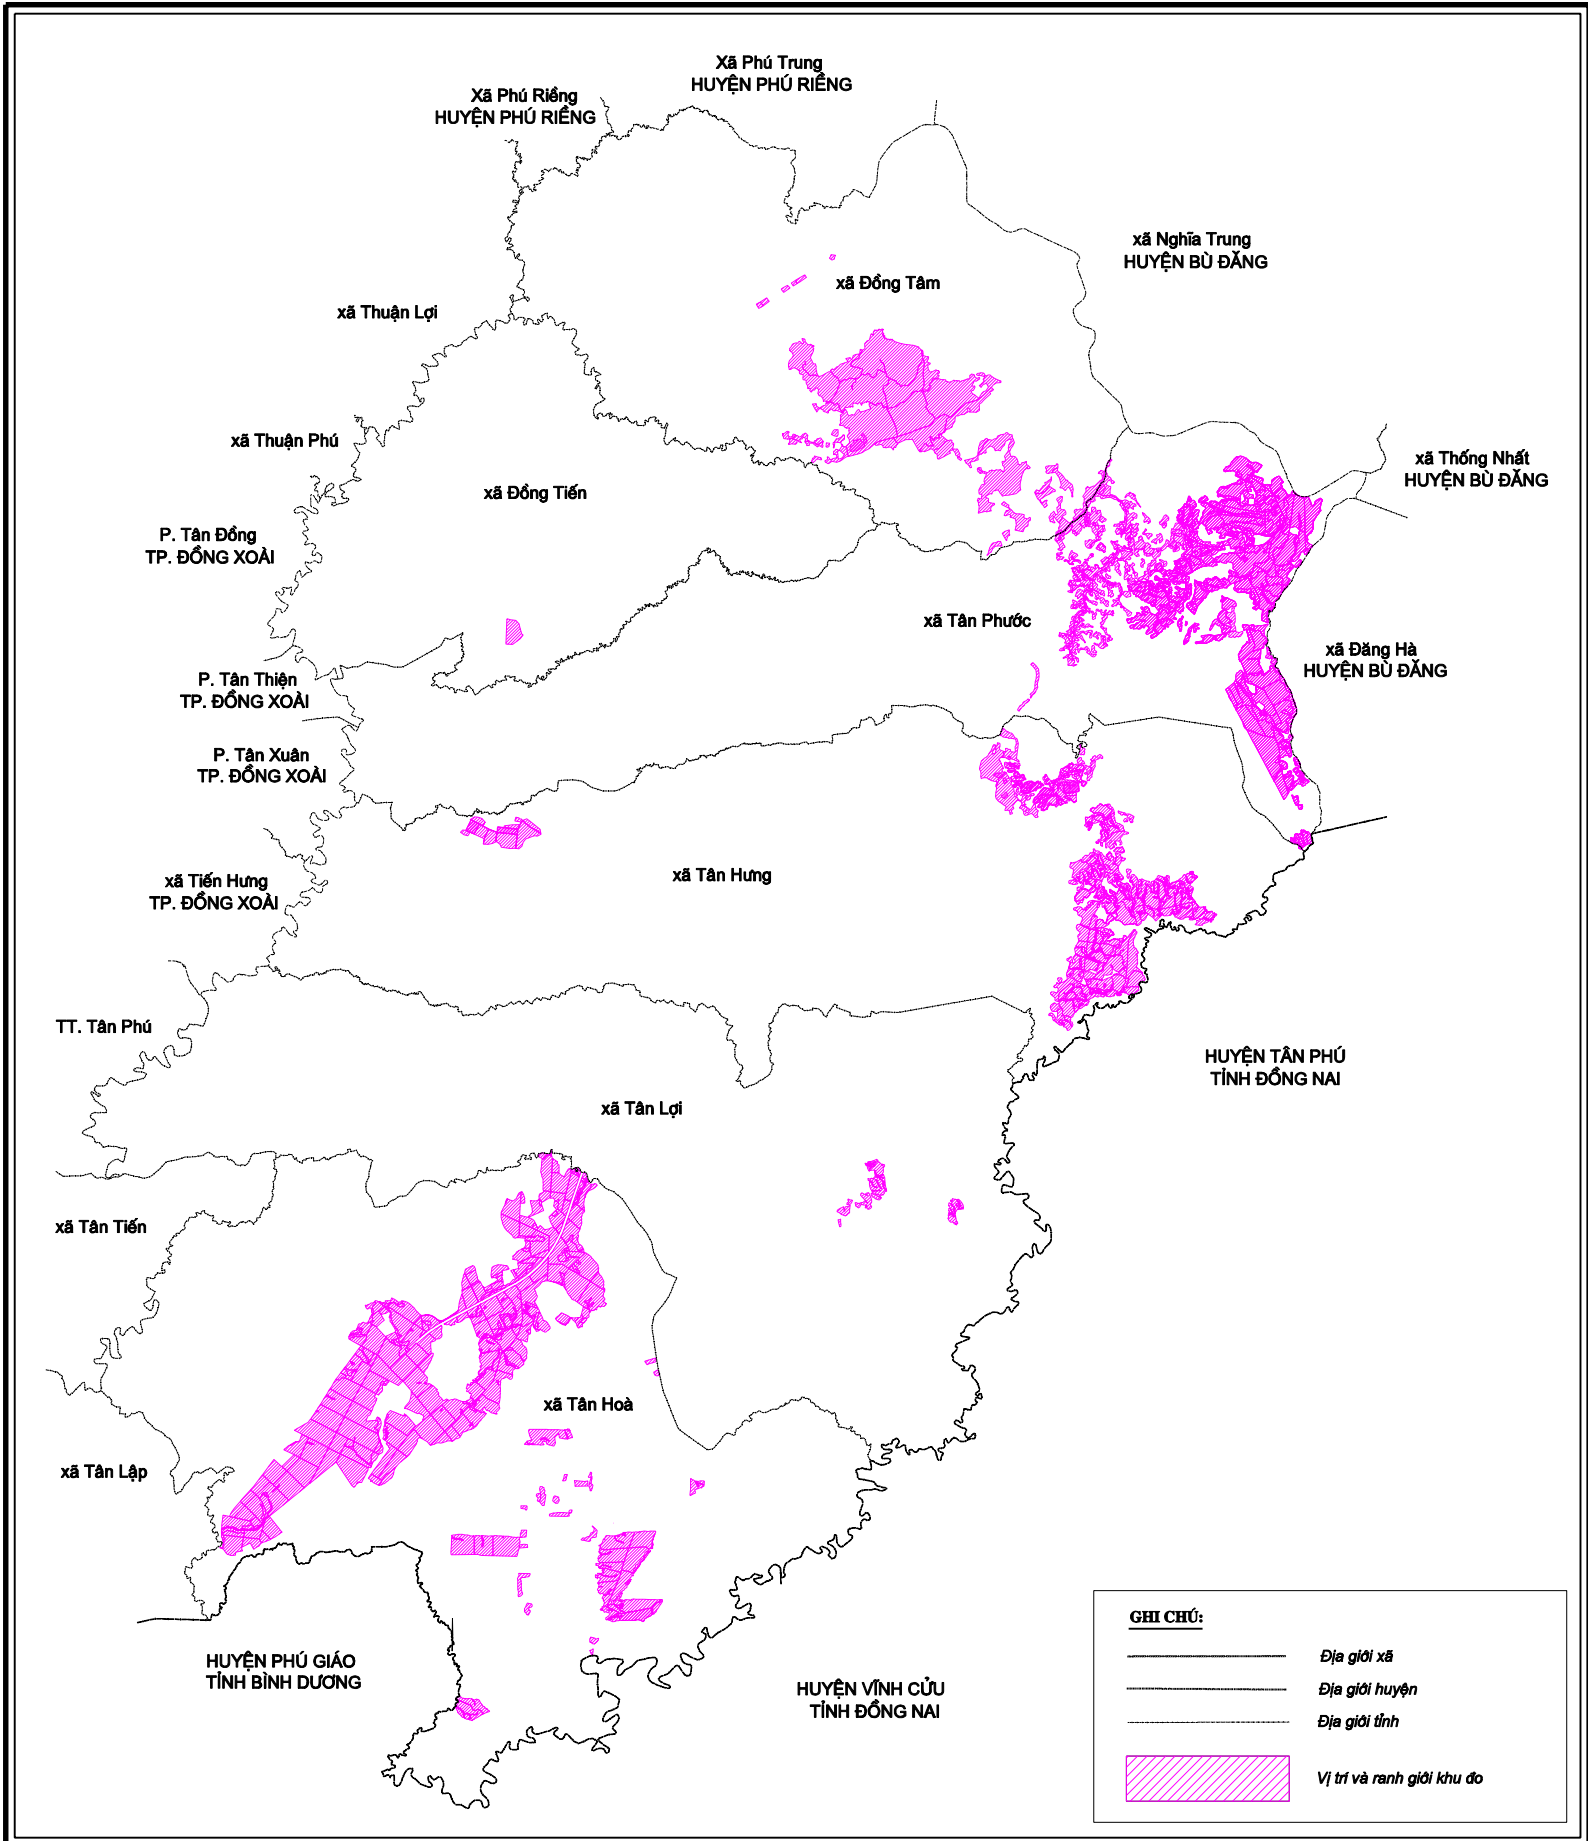 Xã Phú Trung
HUYỆN PHÚ RIỀNG
Xã Phú Riềng
HUYỆN PHÚ RIỀNG
xã Nghĩa Trung
HUYỆN BÙ ĐĂNG
xã Đồng Tâm
xã Thuận Lợi
xã Thuận Phú
xã Thống Nhất
HUYỆN BÙ ĐĂNG
xã Đồng Tiến
P. Tân Đồng
TP. ĐỒNG XOÀI
xã Tân Phước
xã Đăng Hà
HUYỆN BÙ ĐĂNG
P. Tân Thiện
TP. ĐỒNG XOÀI
P. Tân Xuân
TP. ĐỒNG XOÀI
xã Tân Hưng
xã Tiến Hưng
TP. ĐỒNG XOÀI
TT. Tân Phú
HUYỆN TÂN PHÚ
TỈNH ĐỒNG NAI
xã Tân Lợi
xã Tân Tiến
xã Tân Hoà
xã Tân Lập
HUYỆN PHÚ GIÁO
TỈNH BÌNH DƯƠNG
HUYỆN VĨNH CỬU
TỈNH ĐỒNG NAI
GHI CHÚ:
Địa giới xã
Địa giới huyện
Địa giới tỉnh
Vị trí và ranh giới khu đo